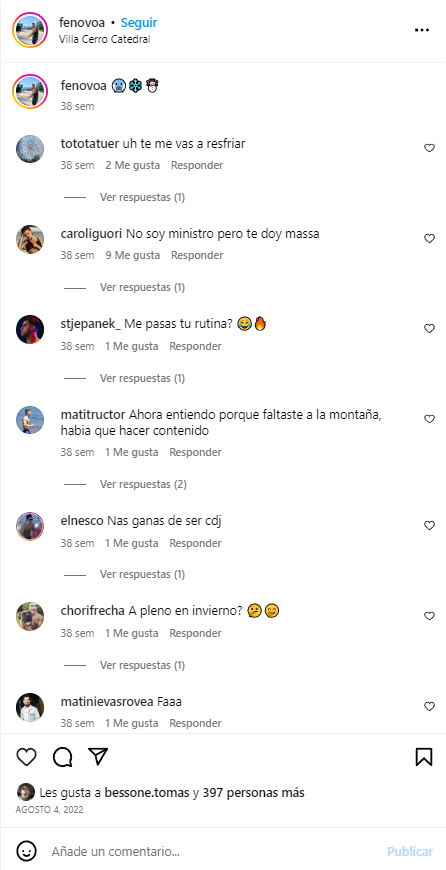 fenovoa • Seguir
Villa Cerro Catedral
fenovoa 🥶❄️👨🏻‍🍳
38 sem
tototatuer uh te me vas a resfriar
38 sem 2 Me gusta Responder
Ver respuestas (1)
caroliguori No soy ministro pero te doy massa
38 sem 9 Me gusta Responder
Ver respuestas (1)
stjepanek_ Me pasas tu rutina? 😂🔥
38 sem 1 Me gusta Responder
Ver respuestas (1)
matitructor Ahora entiendo porque faltaste a la montaña,
habia que hacer contenido
38 sem 1 Me gusta Responder
Ver respuestas (2)
elnesco Nas ganas de ser cdj
38 sem 1 Me gusta Responder
Ver respuestas (1)
chorifrecha A pleno en invierno? 🤔😊
38 sem 1 Me gusta Responder
Ver respuestas (1)
matinievasrovea Faaa
38 sem 1 Me gusta Responder
Les gusta a bessone.tomas y 397 personas más
AGOSTO 4, 2022
Añade un comentario... Publicar